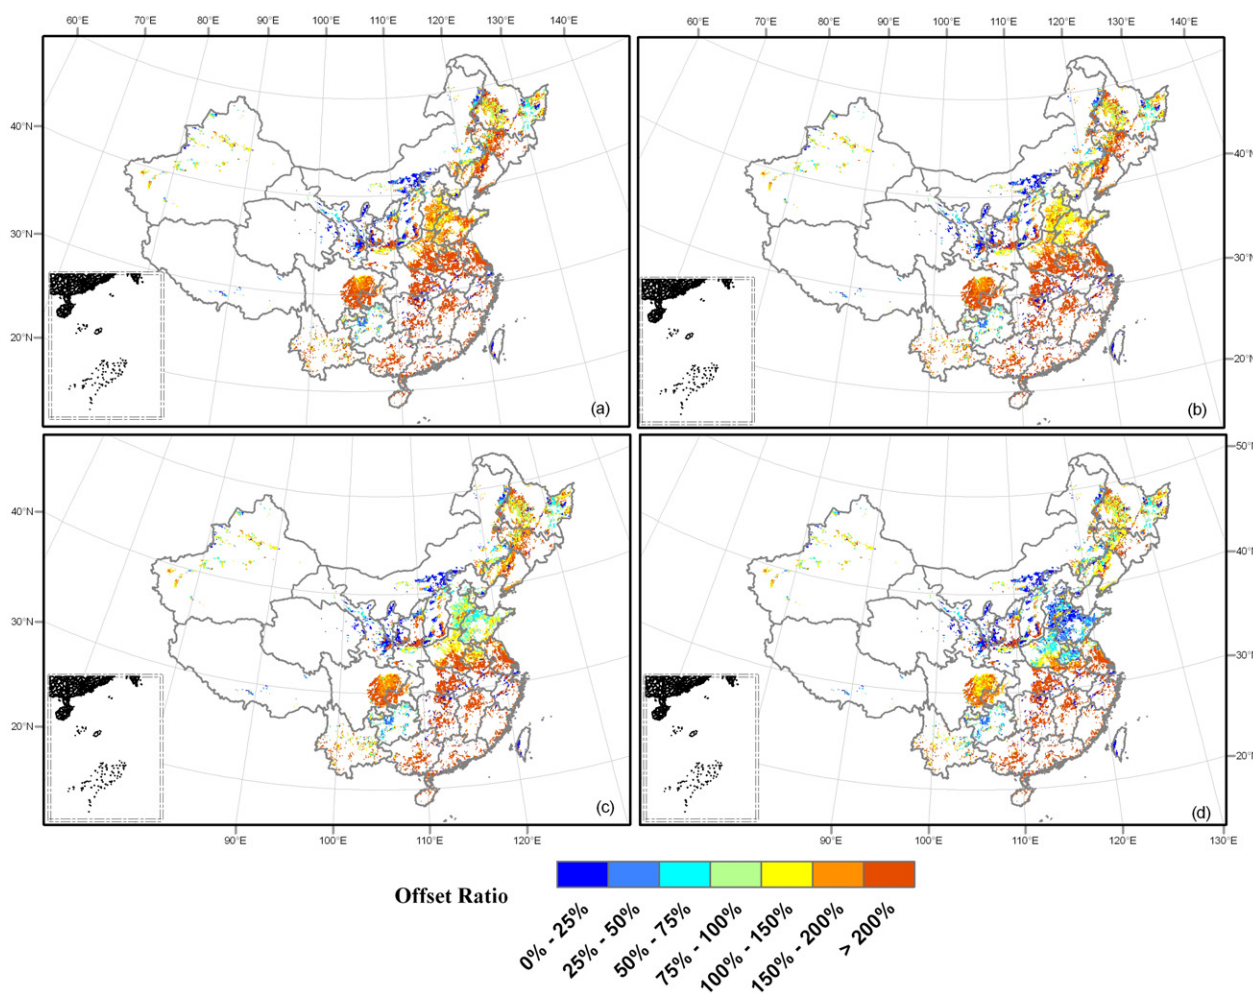 60°E 70°E 80°E 90°E 100°E 110°E 120°E 130°E 140°E
60°E 70°E 80°E 90°E 100°E 110°E 120°E 130°E 140°E
40°N
30°N
20°N
(a)
40°N
30°N
20°N
(b)
40°N
30°N
20°N
(c)
50°N
40°N
30°N
20°N
(d)
90°E 100°E 110°E 120°E
90°E 100°E 110°E 120°E 130°E
Offset Ratio
0% - 25%
25% - 50%
50% - 75%
75% - 100%
100% - 150%
150% - 200%
> 200%